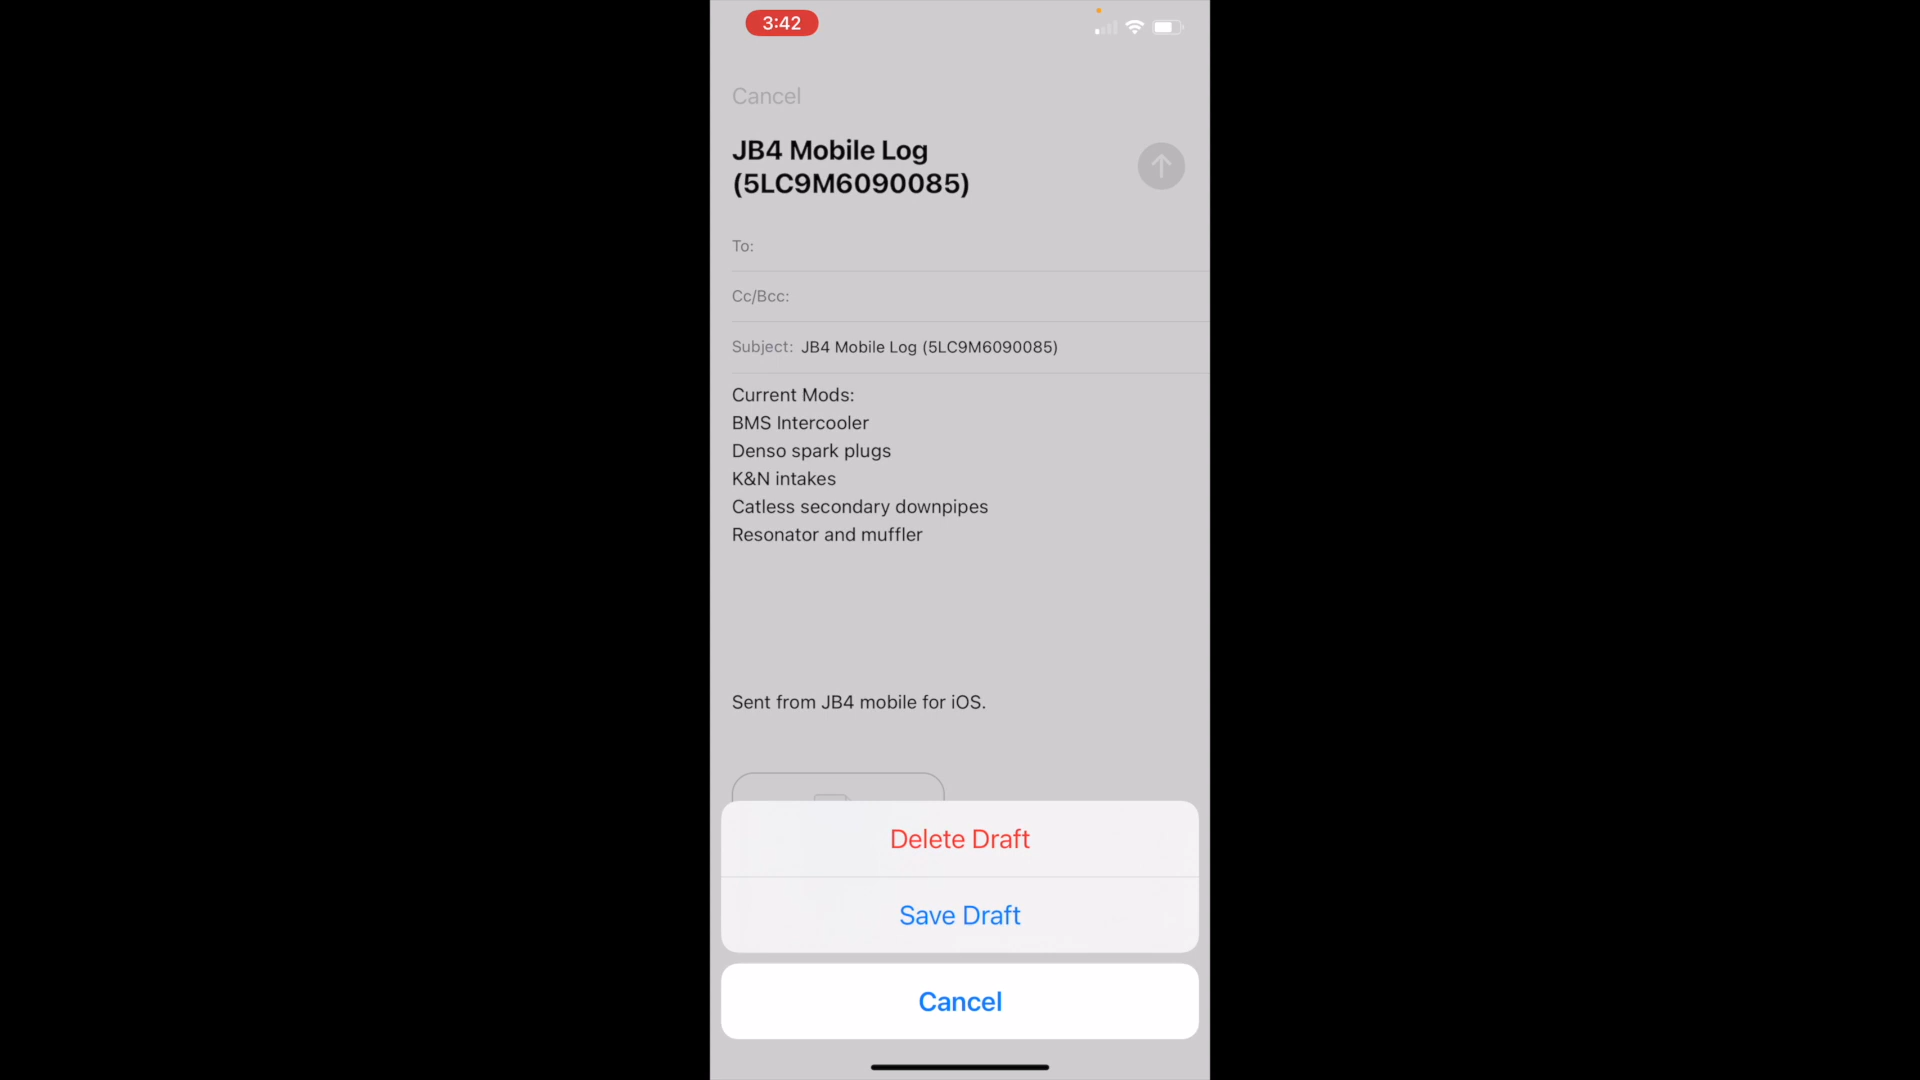 3:42
Cancel
JB4 Mobile Log
(5LC9M6090085)
To:
Cc/Bcc:
Subject: JB4 Mobile Log (5LC9M6090085)
Current Mods:
BMS Intercooler
Denso spark plugs
K&N intakes
Catless secondary downpipes
Resonator and muffler
Sent from JB4 mobile for iOS.
Delete Draft
Save Draft
Cancel